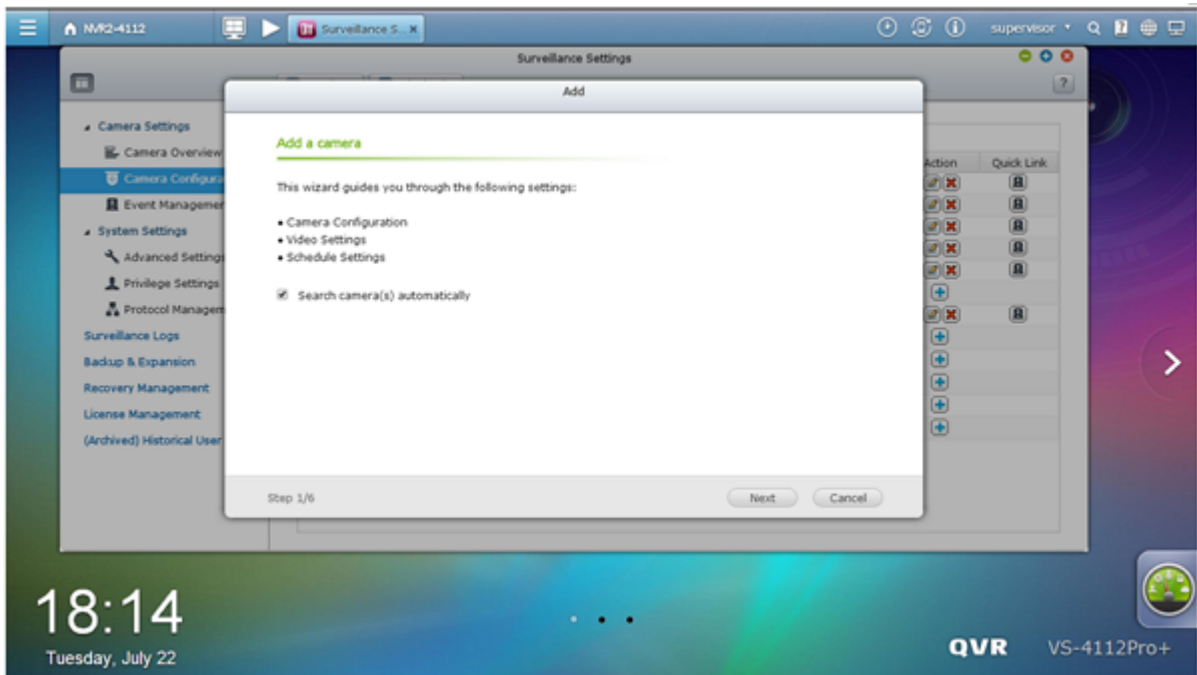 NVR2-4112
Surveillance S... x
supervisor
Surveillance Settings
Add
Camera Settings
Camera Overview
Camera Configura
Event Managemer
System Settings
Advanced Setting
Privilege Settings
Protocol Managem
Surveillance Logs
Backup & Expansion
Recovery Management
License Management
(Archived) Historical User
Add a camera
This wizard guides you through the following settings:
• Camera Configuration
• Video Settings
• Schedule Settings
Search camera(s) automatically
Step 1/6
Next
Cancel
Action
Quick Link
18:14
Tuesday, July 22
QVR
VS-4112Pro+